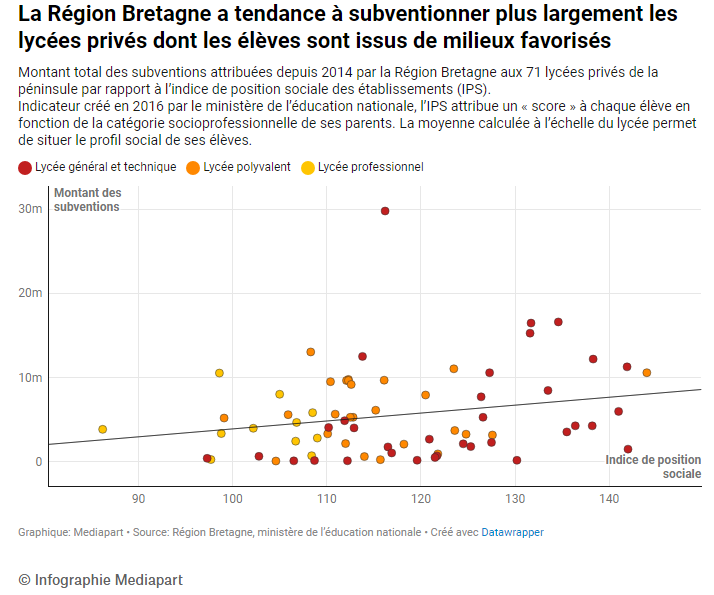 La Région Bretagne a tendance à subventionner plus largement les
lycées privés dont les élèves sont issus de milieux favorisés
Montant total des subventions attribuées depuis 2014 par la Région Bretagne aux 71 lycées privés de la
péninsule par rapport à l’indice de position sociale des établissements (IPS).
Indicateur créé en 2016 par le ministère de l’éducation nationale, l’IPS attribue un « score » à chaque élève en
fonction de la catégorie socioprofessionnelle de ses parents. La moyenne calculée à l’échelle du lycée permet
de situer le profil social de ses élèves.
Lycée général et technique Lycée polyvalent Lycée professionnel
Montant des
subventions
30m
20m
10m
0
Indice de position
sociale
90 100 110 120 130 140
Graphique: Mediapart • Source: Région Bretagne, ministère de l’éducation nationale • Créé avec Datawrapper
© Infographie Mediapart